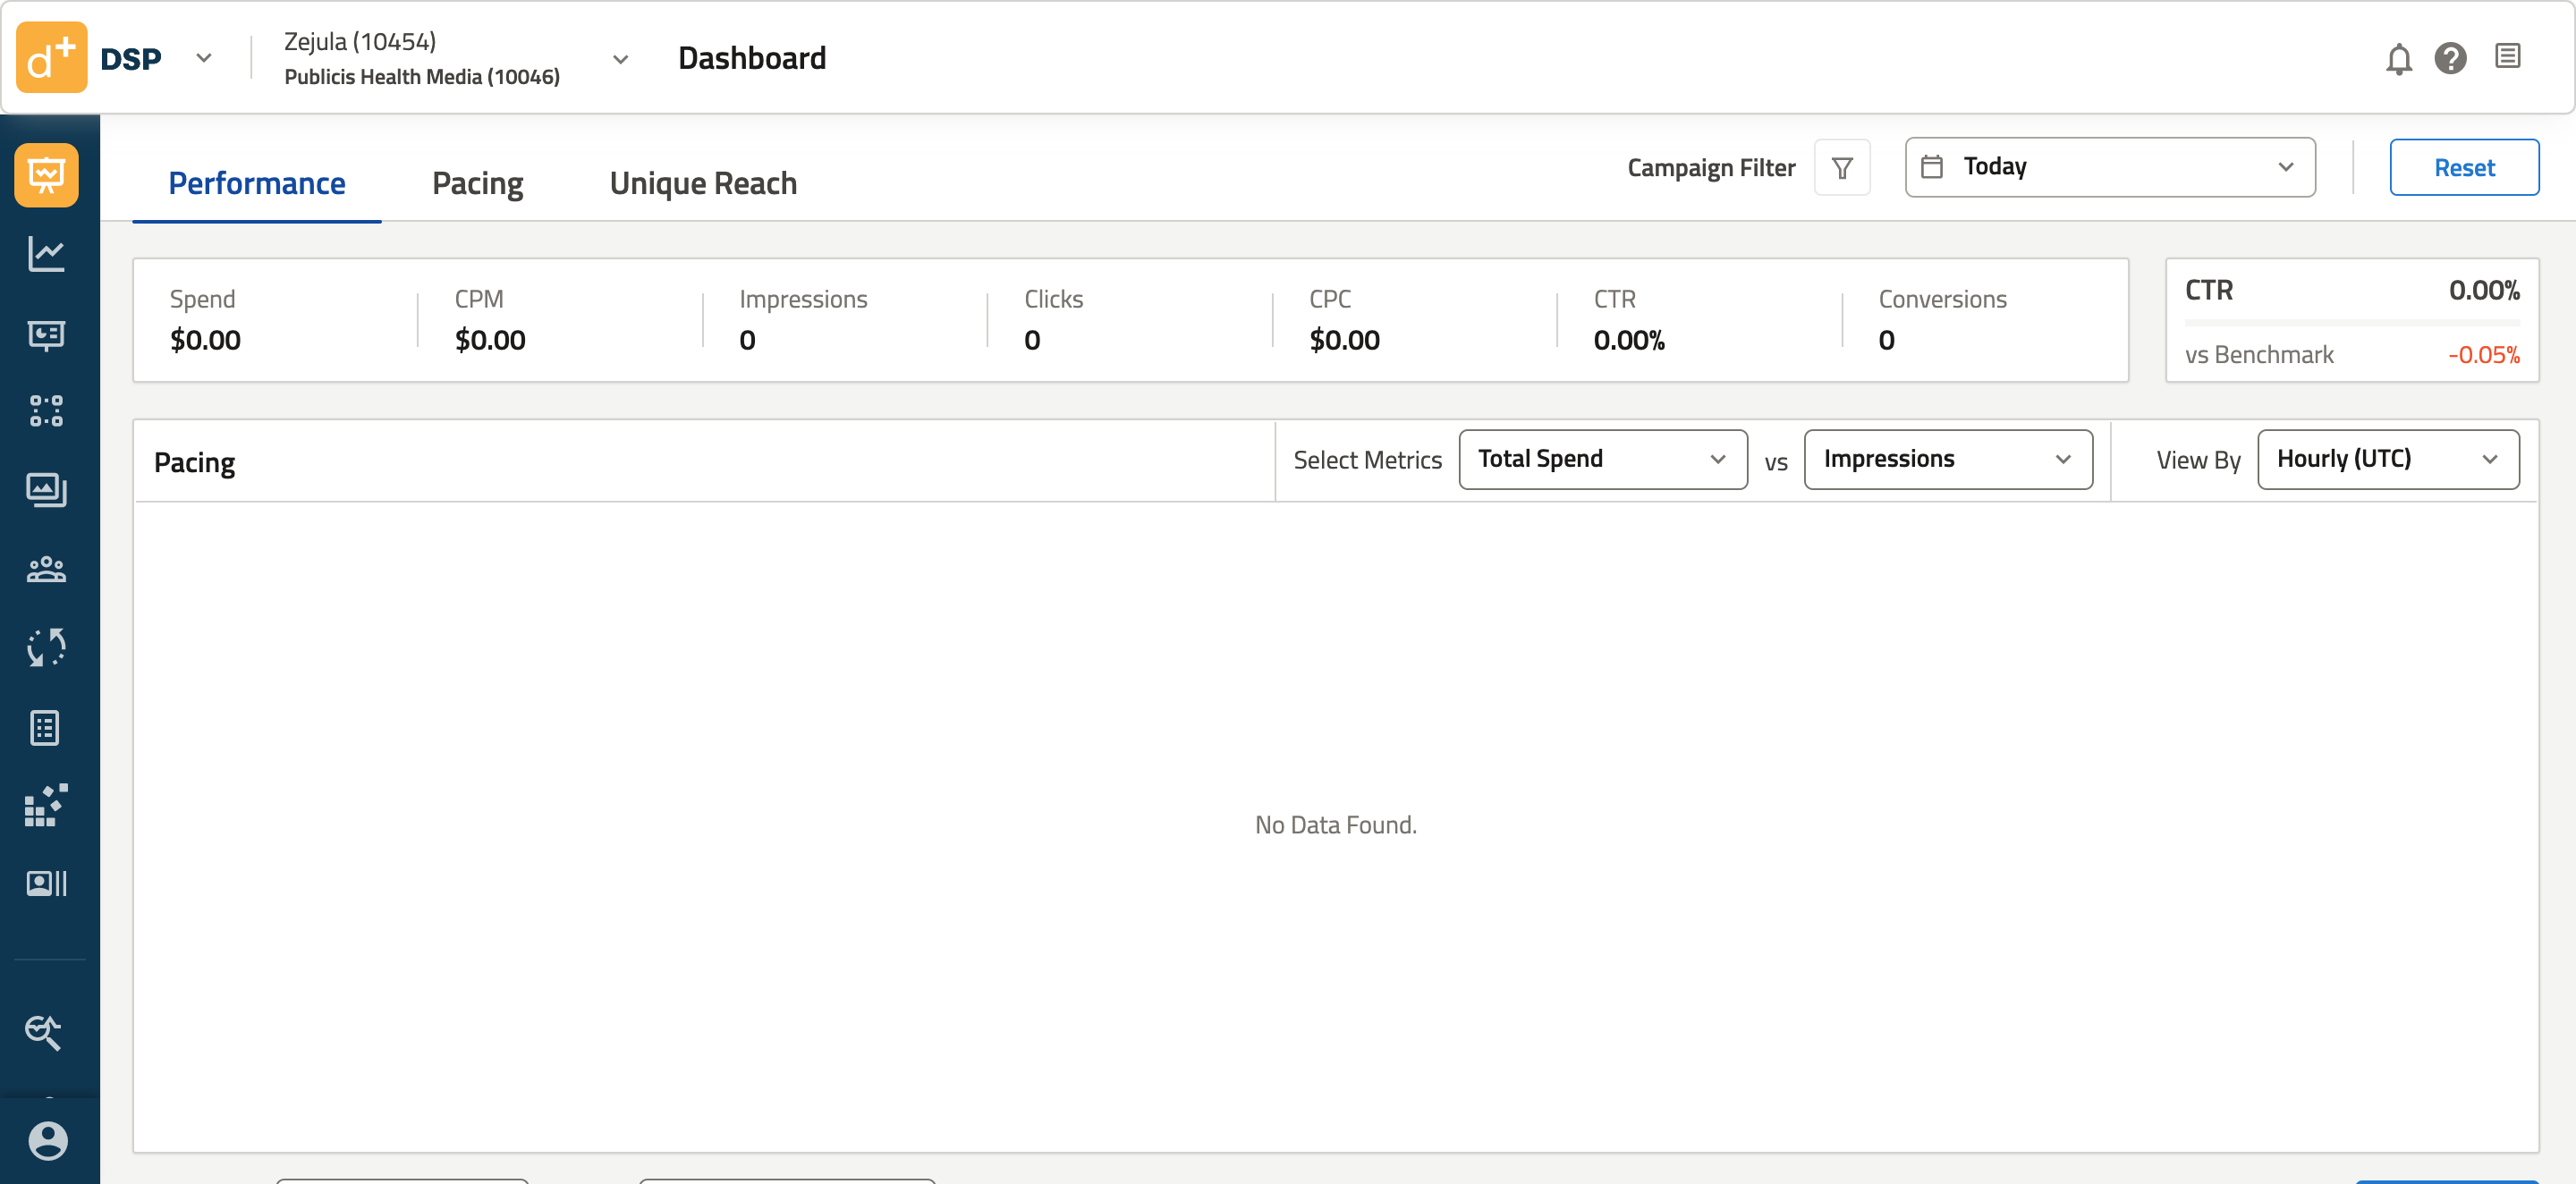 d+ DSP
Zejula (10454)
Publicis Health Media (10046)
Dashboard
Performance
Pacing
Unique Reach
Campaign Filter
Today
Reset
Spend
$0.00
CPM
$0.00
Impressions
0
Clicks
0
CPC
$0.00
CTR
0.00%
Conversions
0
CTR 0.00%
vs Benchmark -0.05%
Pacing
Select Metrics
Total Spend
vs
Impressions
View By
Hourly (UTC)
No Data Found.